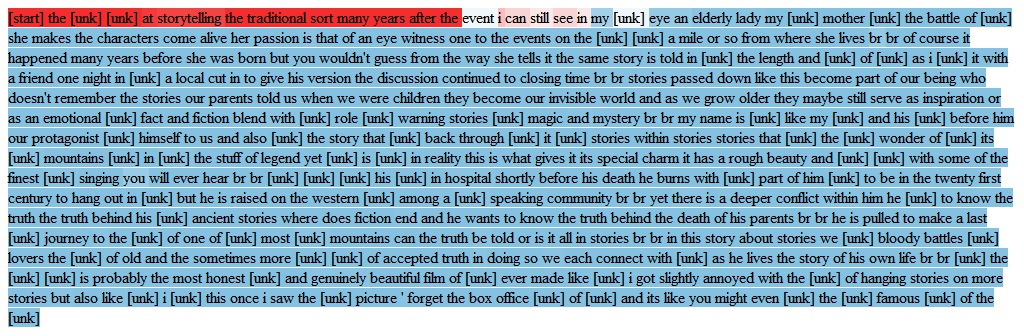 [start] the [unk] [unk] at storytelling the traditional sort many years after the event i can still see in my [unk] eye an elderly lady my [unk] mother [unk] the battle of [unk]
she makes the characters come alive her passion is that of an eye witness one to the events on the [unk] [unk] a mile or so from where she lives br br of course it
happened many years before she was born but you wouldn't guess from the way she tells it the same story is told in [unk] the length and [unk] of [unk] as i [unk] it with
a friend one night in [unk] a local cut in to give his version the discussion continued to closing time br br stories passed down like this become part of our being who
doesn't remember the stories our parents told us when we were children they become our invisible world and as we grow older they maybe still serve as inspiration or
as an emotional [unk] fact and fiction blend with [unk] role [unk] warning stories [unk] magic and mystery br br my name is [unk] like my [unk] and his [unk] before him
our protagonist [unk] himself to us and also [unk] the story that [unk] back through [unk] it [unk] stories within stories stories that [unk] the [unk] wonder of [unk] its
[unk] mountains [unk] in [unk] the stuff of legend yet [unk] is [unk] in reality this is what gives it its special charm it has a rough beauty and [unk] [unk] with some of the
finest [unk] singing you will ever hear br br [unk] [unk] [unk] his [unk] in hospital shortly before his death he burns with [unk] part of him [unk] to be in the twenty first
century to hang out in [unk] but he is raised on the western [unk] among a [unk] speaking community br br yet there is a deeper conflict within him he [unk] to know the
truth the truth behind his [unk] ancient stories where does fiction end and he wants to know the truth behind the death of his parents br br he is pulled to make a last
[unk] journey to the [unk] of one of [unk] most [unk] mountains can the truth be told or is it all in stories br br in this story about stories we [unk] bloody battles [unk]
lovers the [unk] of old and the sometimes more [unk] [unk] of accepted truth in doing so we each connect with [unk] as he lives the story of his own life br br the [unk]
the [unk] [unk] is probably the most honest [unk] and genuinely beautiful film of [unk] ever made like [unk] i got slightly annoyed with the [unk] of hanging stories on more
stories but also like [unk] i [unk] this once i saw the [unk] picture ' forget the box office [unk] of [unk] and its like you might even [unk] the [unk] famous [unk] of the
[unk]